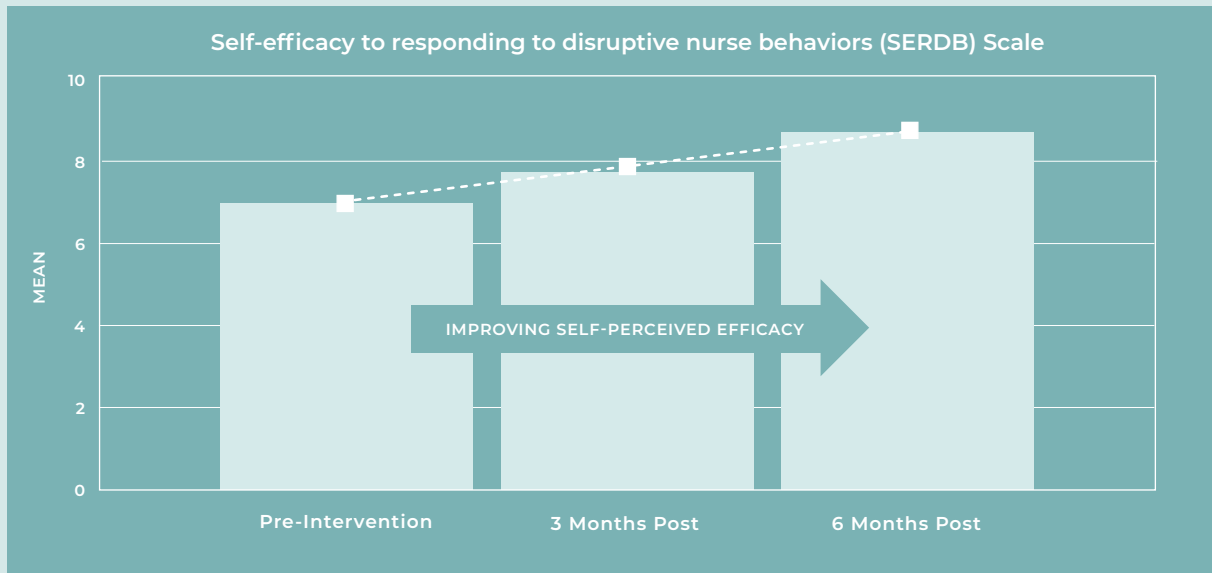 Self-efficacy to responding to disruptive nurse behaviors (SERDB) Scale
10
8
6
4
2
0
MEAN
IMPROVING SELF-PERCEIVED EFFICACY
Pre-Intervention
3 Months Post
6 Months Post